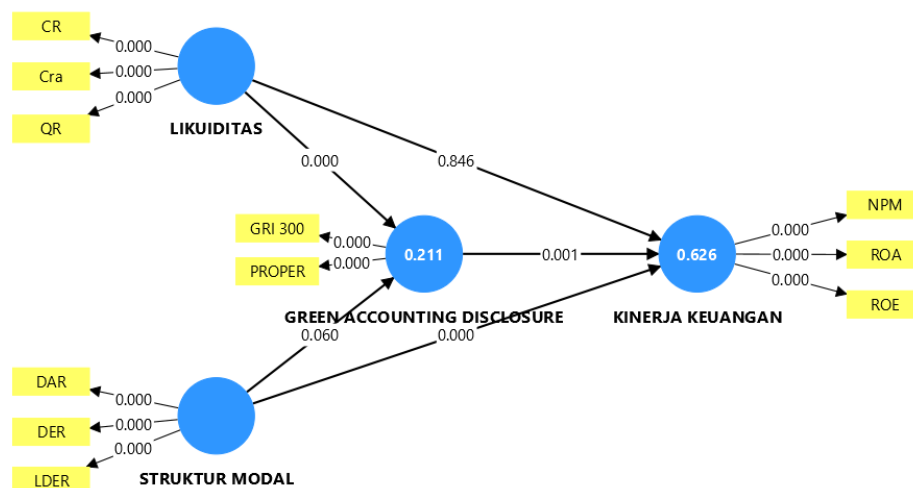 CR
0.000
Cra
0.000
0.000
QR
LIKUIDITAS
0.000
0.846
GRI 300
0.000
PROPER
0.000
0.211
0.001
0.626
NPM
0.000
ROA
0.000
0.000
ROE
GREEN ACCOUNTING DISCLOSURE
KINERJA KEUANGAN
0.060
0.000
DAR
0.000
DER
0.000
0.000
LDER
STRUKTUR MODAL